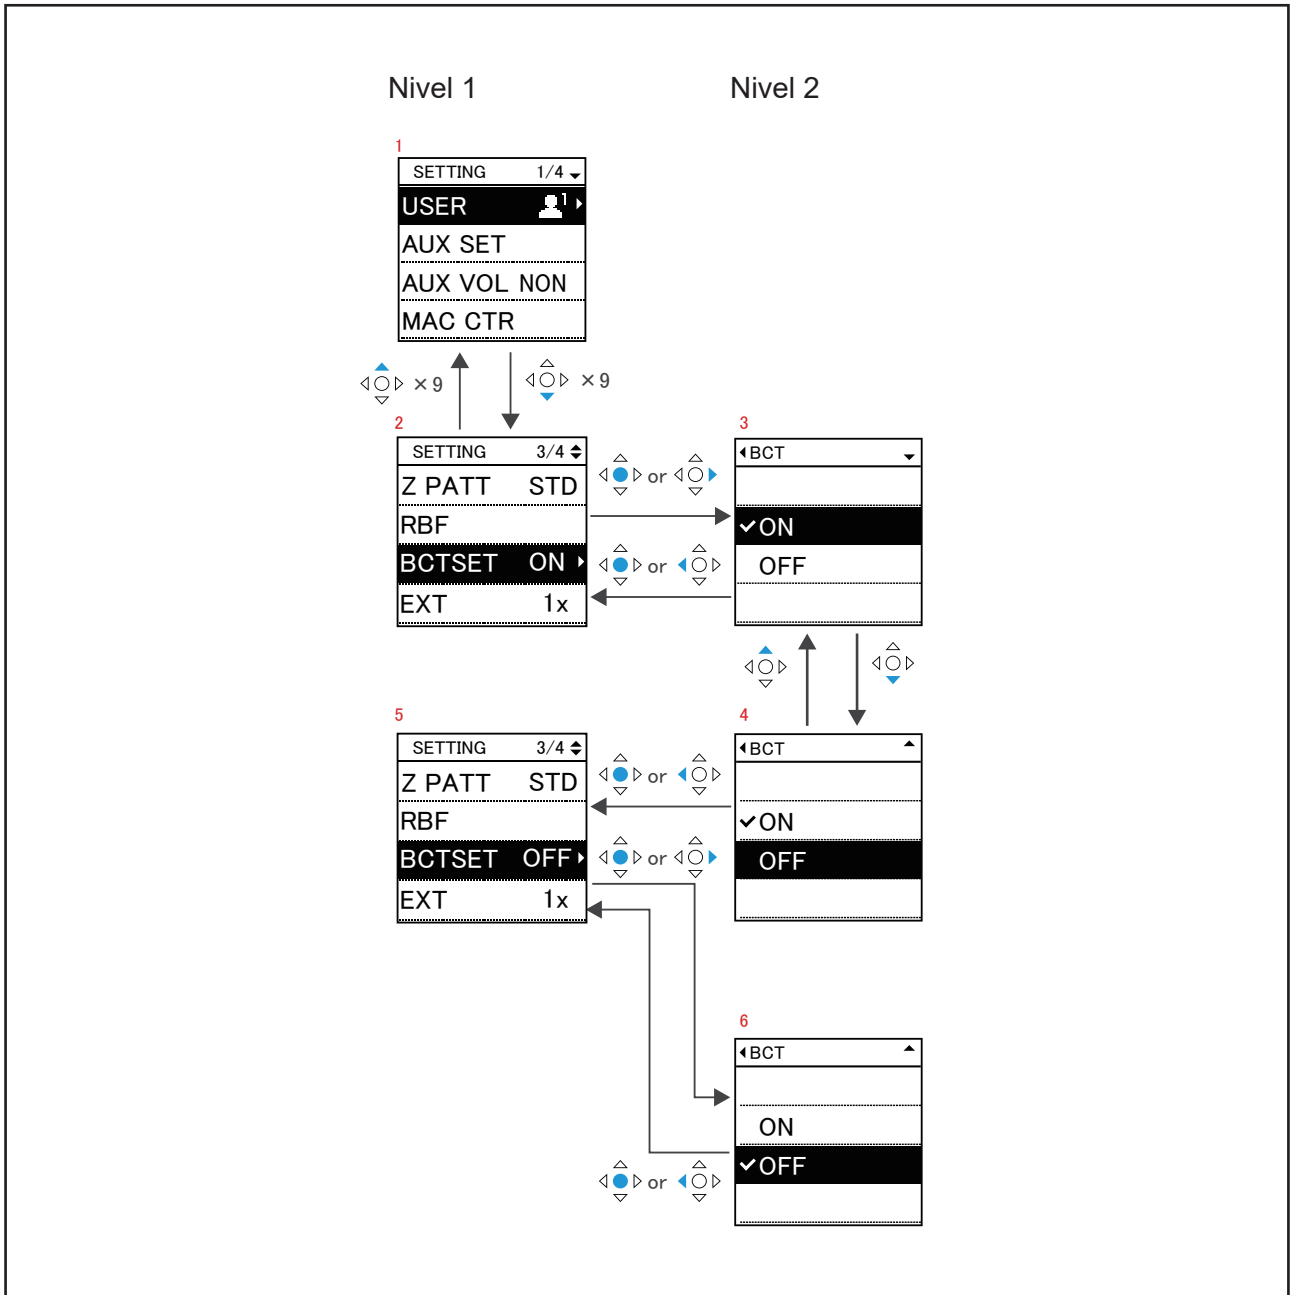 Nivel 1
Nivel 2
1
SETTING 1/4
USER 1
AUX SET
AUX VOL NON
MAC CTR
×9
×9
2
SETTING 3/4
Z PATT STD
RBF
BCTSET ON
EXT 1x
or
or
3
BCT
ON
OFF
5
SETTING 3/4
Z PATT STD
RBF
BCTSET OFF
EXT 1x
or
or
4
BCT
ON
OFF
6
BCT
ON
OFF
or